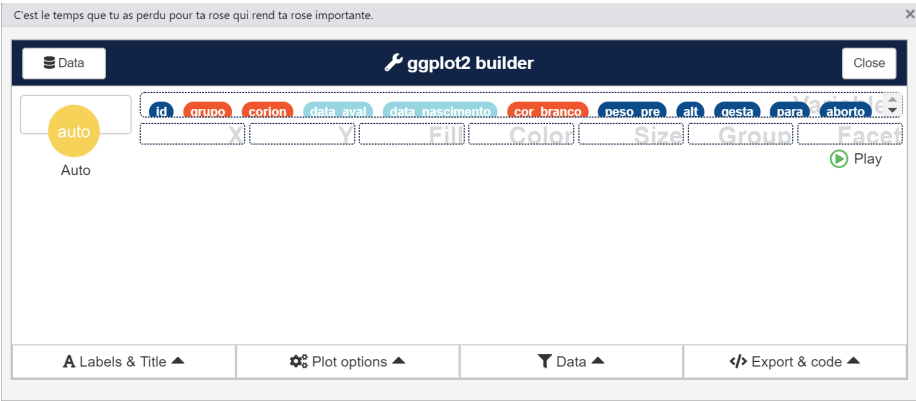 C'est le temps que tu as perdu pour ta rose qui rend ta rose importante.
Data
ggplot2 builder
Close
auto
Auto
id grupo corion data_aval data_nascimento cor_branco peso_pre alt gesta para aborto
Variables
X Y Fill Color Size Group Facet
Play
Labels & Title
Plot options
Data
Export & code